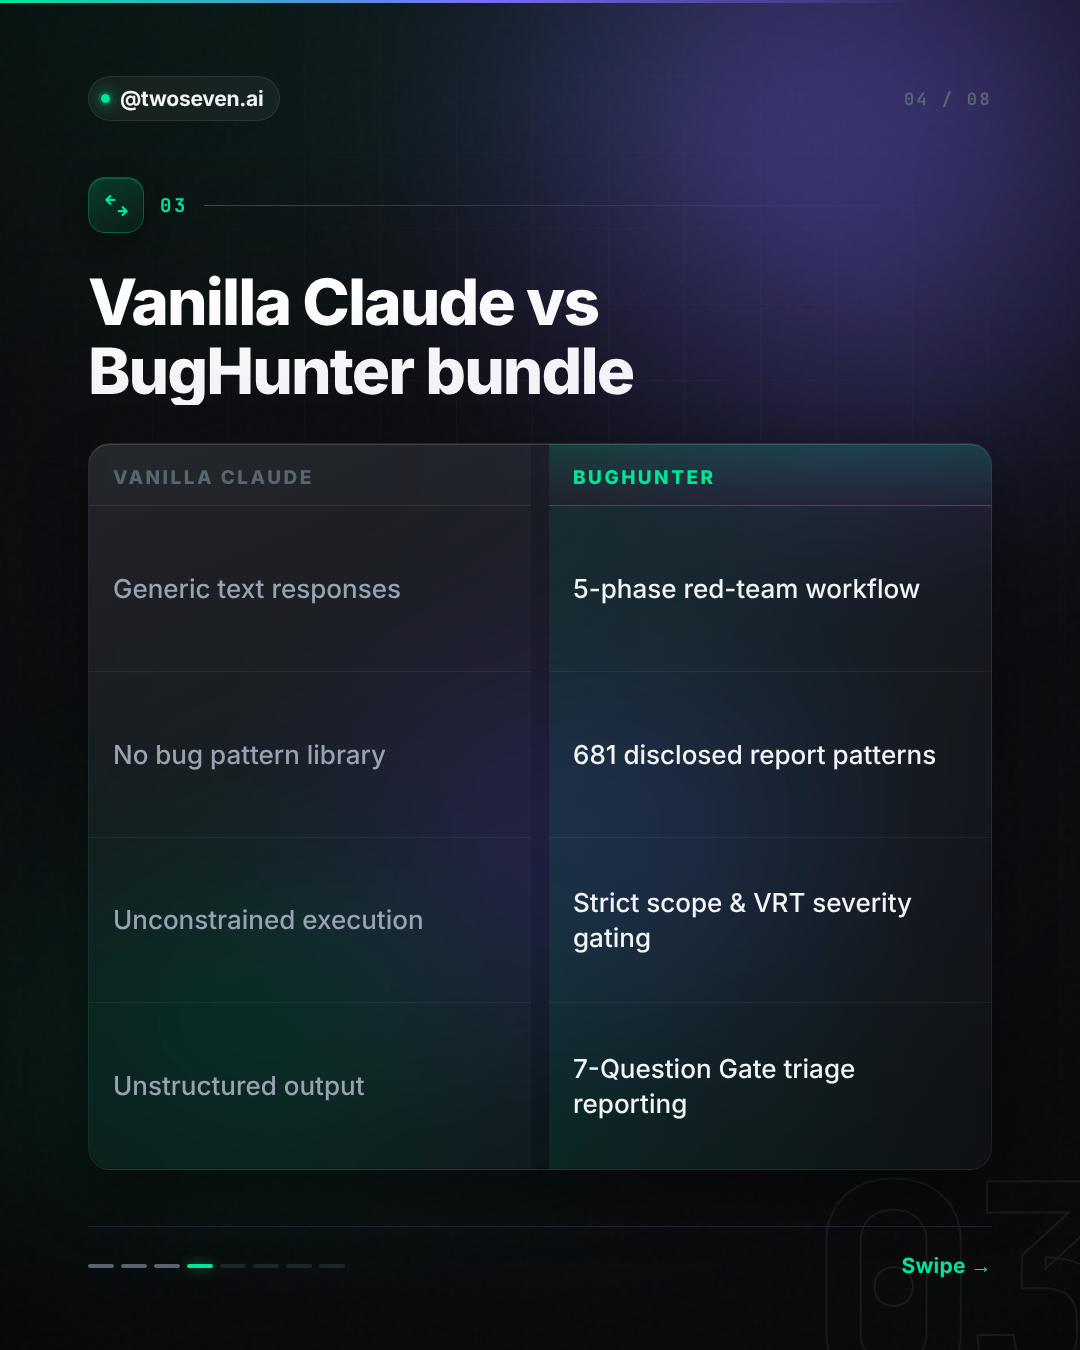 @twoseven.ai
04 / 08
03
Vanilla Claude vs
BugHunter bundle
VANILLA CLAUDE
BUGHUNTER
Generic text responses
5-phase red-team workflow
No bug pattern library
681 disclosed report patterns
Unconstrained execution
Strict scope & VRT severity
gating
Unstructured output
7-Question Gate triage
reporting
Swipe →
03